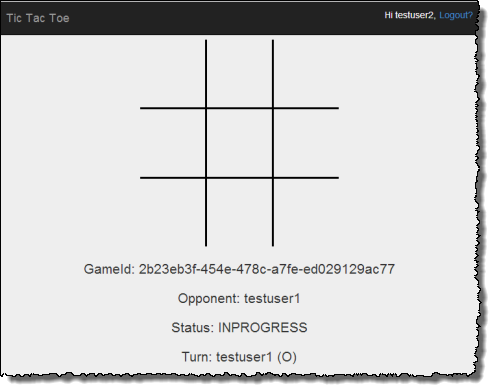 Tic Tac Toe
Hi testuser2, Logout?
GameId: 2b23eb3f-454e-478c-a7fe-ed029129ac77
Opponent: testuser1
Status: INPROGRESS
Turn: testuser1 (O)